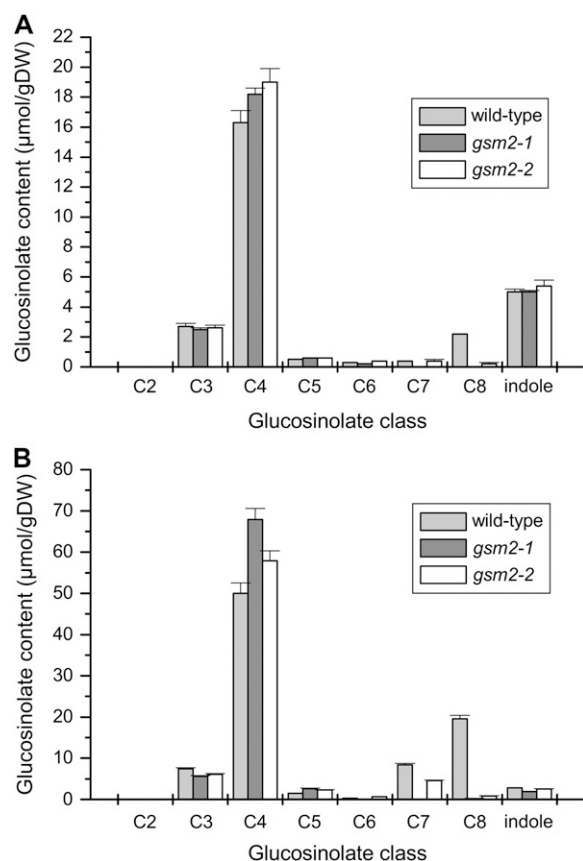 A
Glucosinolate content (µmol/gDW)
22
20
18
16
14
12
10
8
6
4
2
0
wild-type
gsm2-1
gsm2-2
C2 C3 C4 C5 C6 C7 C8 indole
Glucosinolate class
B
Glucosinolate content (µmol/gDW)
80
70
60
50
40
30
20
10
0
wild-type
gsm2-1
gsm2-2
C2 C3 C4 C5 C6 C7 C8 indole
Glucosinolate class